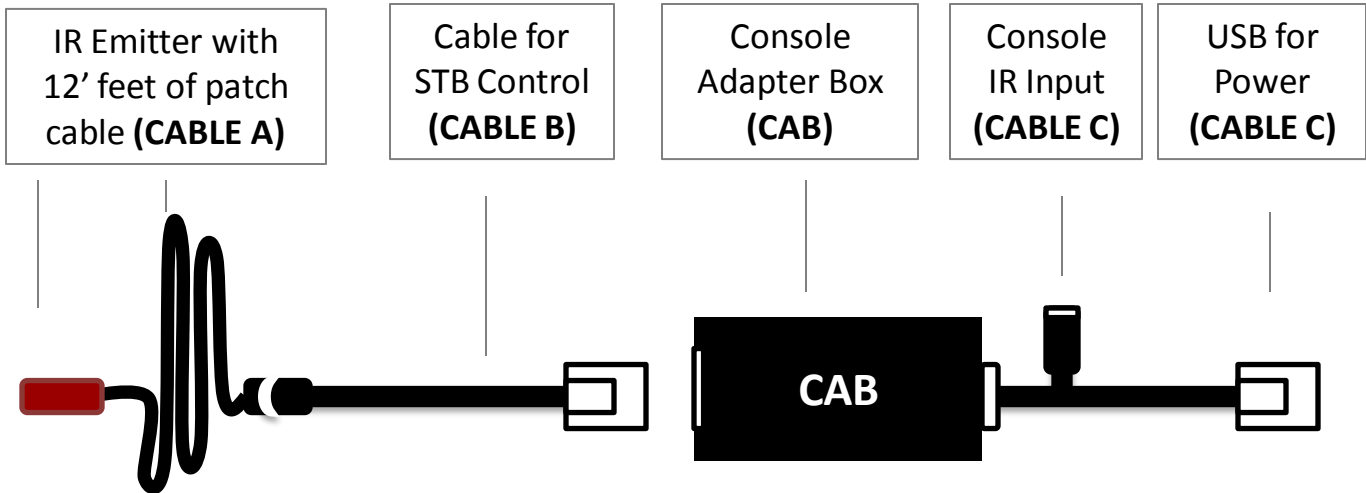 IR Emitter with
12’ feet of patch
cable (CABLE A)
Cable for
STB Control
(CABLE B)
Console
Adapter Box
(CAB)
Console
IR Input
(CABLE C)
USB for
Power
(CABLE C)
CAB